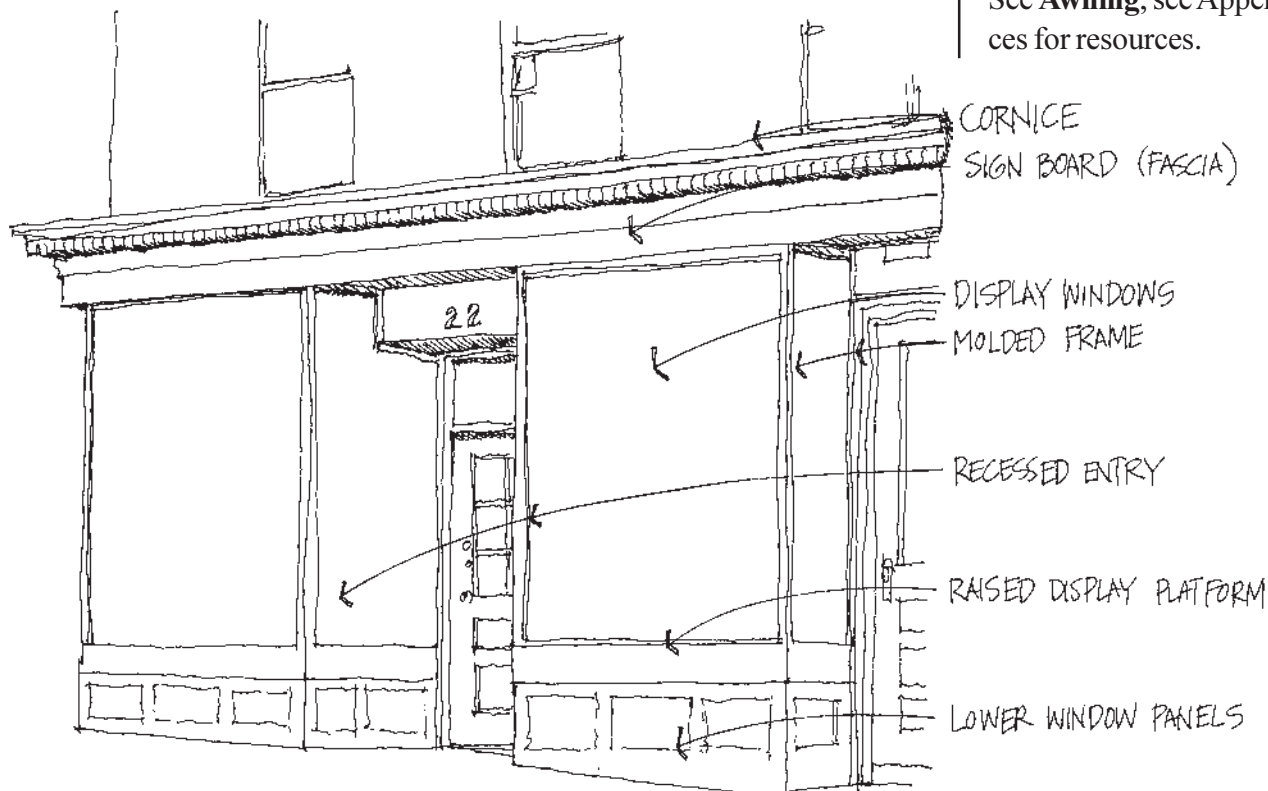 See Awning, see Appen
ces for resources.
CORNICE
SIGN BOARD (FASCIA)
22
DISPLAY WINDOWS
MOLDED FRAME
RECESSED ENTRY
RAISED DISPLAY PLATFORM
LOWER WINDOW PANELS